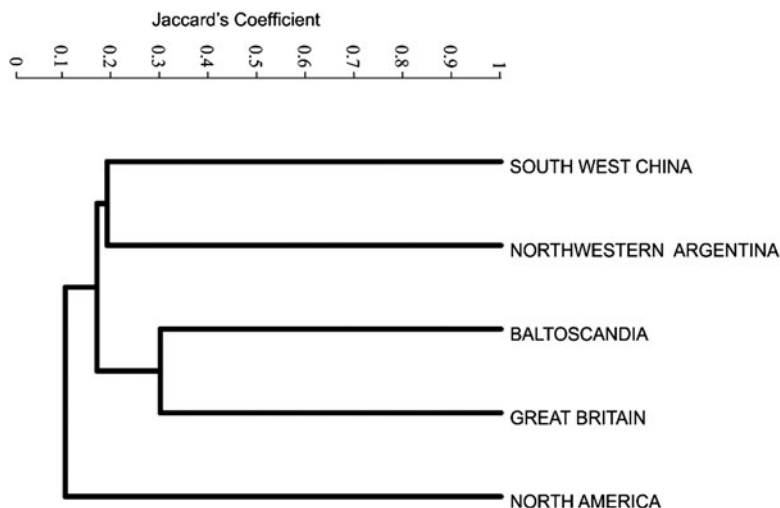 Jaccard's Coefficient
0 0.1 0.2 0.3 0.4 0.5 0.6 0.7 0.8 0.9 1
SOUTH WEST CHINA
NORTHWESTERN ARGENTINA
BALTOSCANDIA
GREAT BRITAIN
NORTH AMERICA